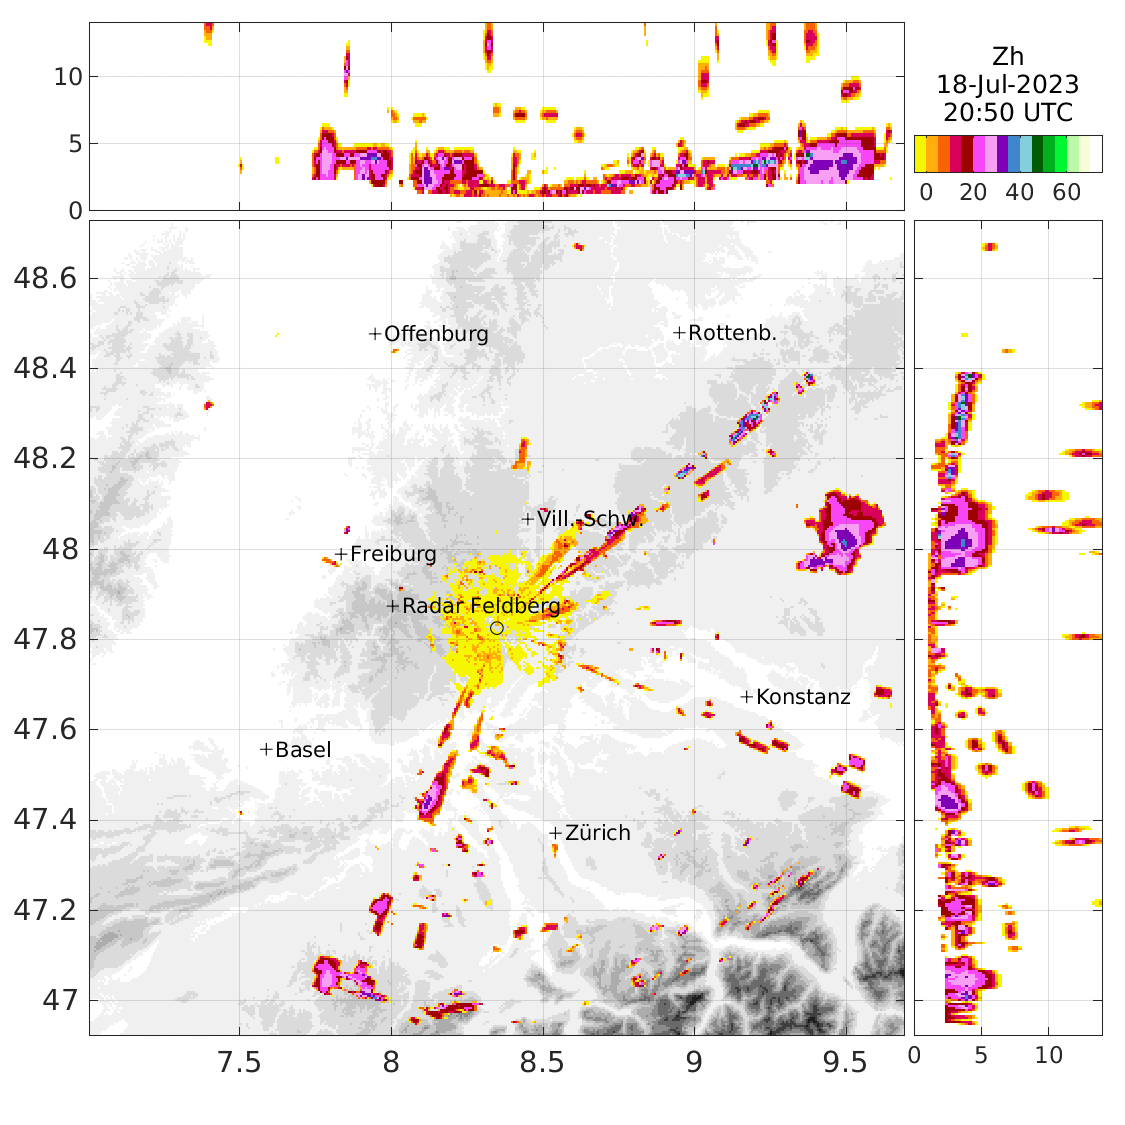 Zh
18-Jul-2023
20:50 UTC
0 20 40 60
10
5
0
48.6
48.4
48.2
48
47.8
47.6
47.4
47.2
47
+Offenburg
+Rottenb.
+Vill.-Schw.
+Freiburg
+Radar Feldberg
+Konstanz
+Basel
+Zürich
7.5 8 8.5 9 9.5
0 5 10